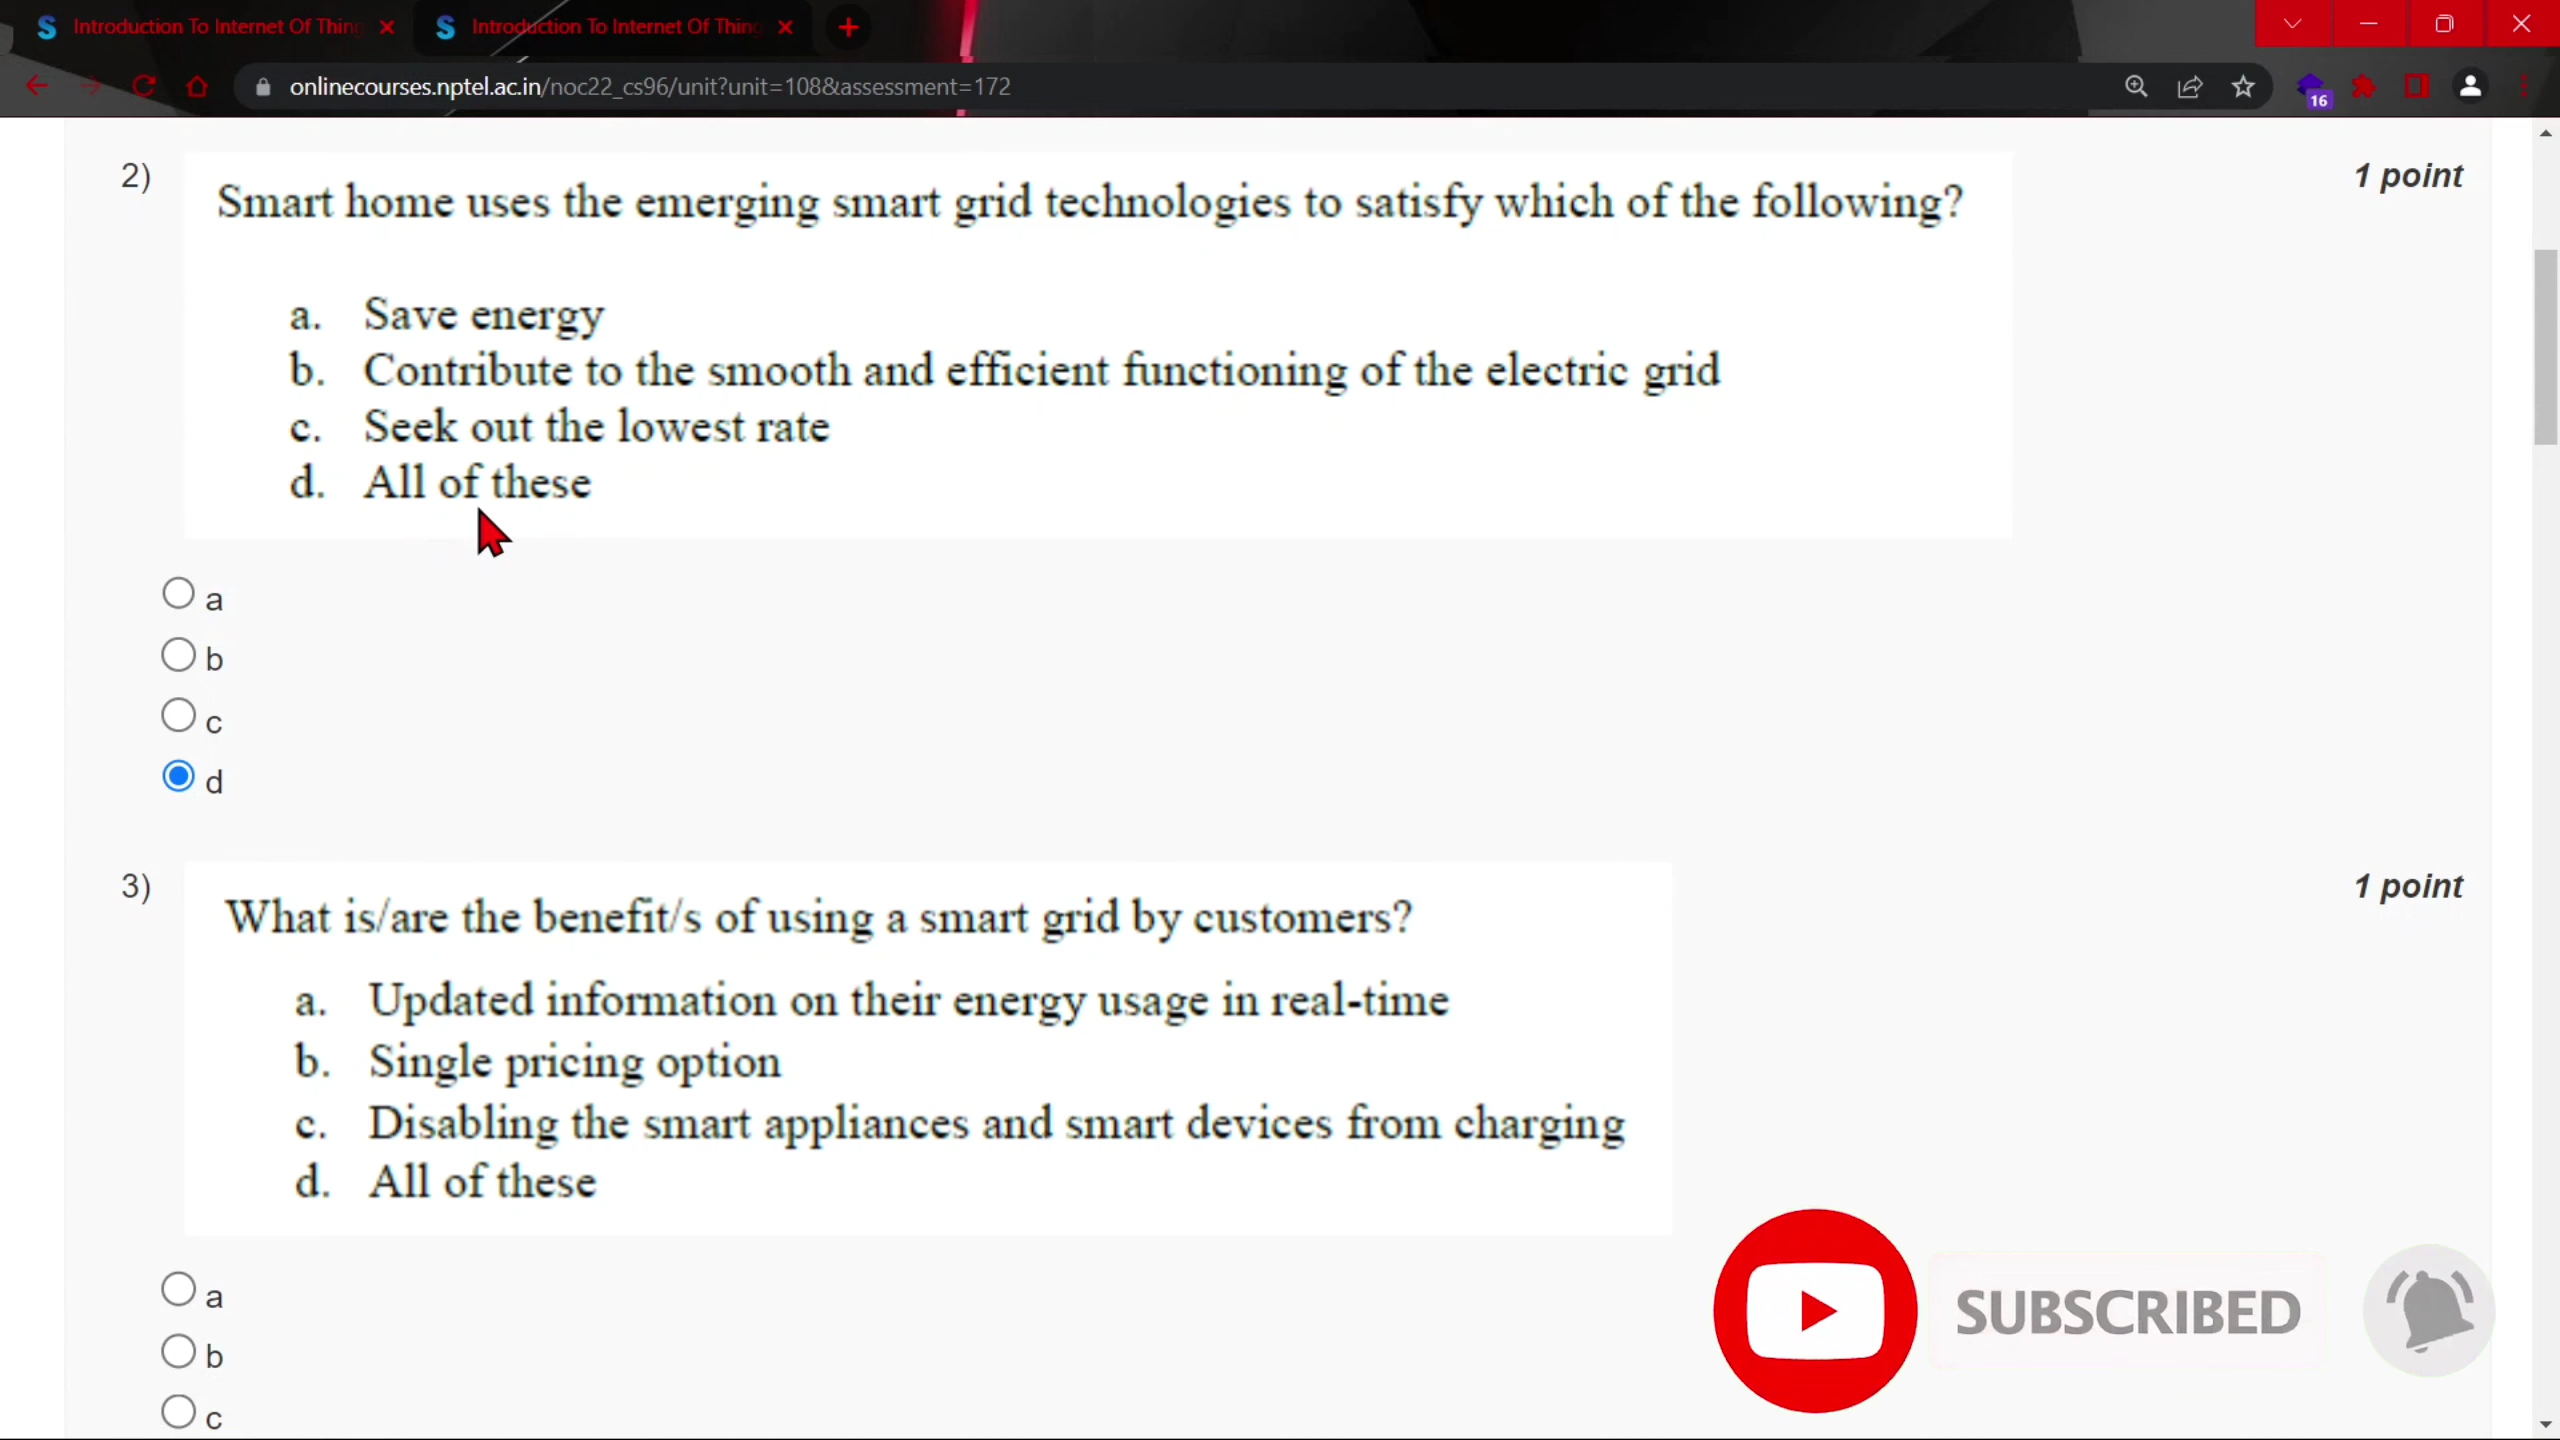 Introduction To Internet Of Thing
Introduction To Internet Of Thing
onlinecourses.nptel.ac.in/noc22_cs96/unit?unit=108&assessment=172
16
2)
1 point
Smart home uses the emerging smart grid technologies to satisfy which of the following?
a. Save energy
b. Contribute to the smooth and efficient functioning of the electric grid
c. Seek out the lowest rate
d. All of these
a
b
c
d
3)
1 point
What is/are the benefit/s of using a smart grid by customers?
a. Updated information on their energy usage in real-time
b. Single pricing option
c. Disabling the smart appliances and smart devices from charging
d. All of these
a
b
c
SUBSCRIBED